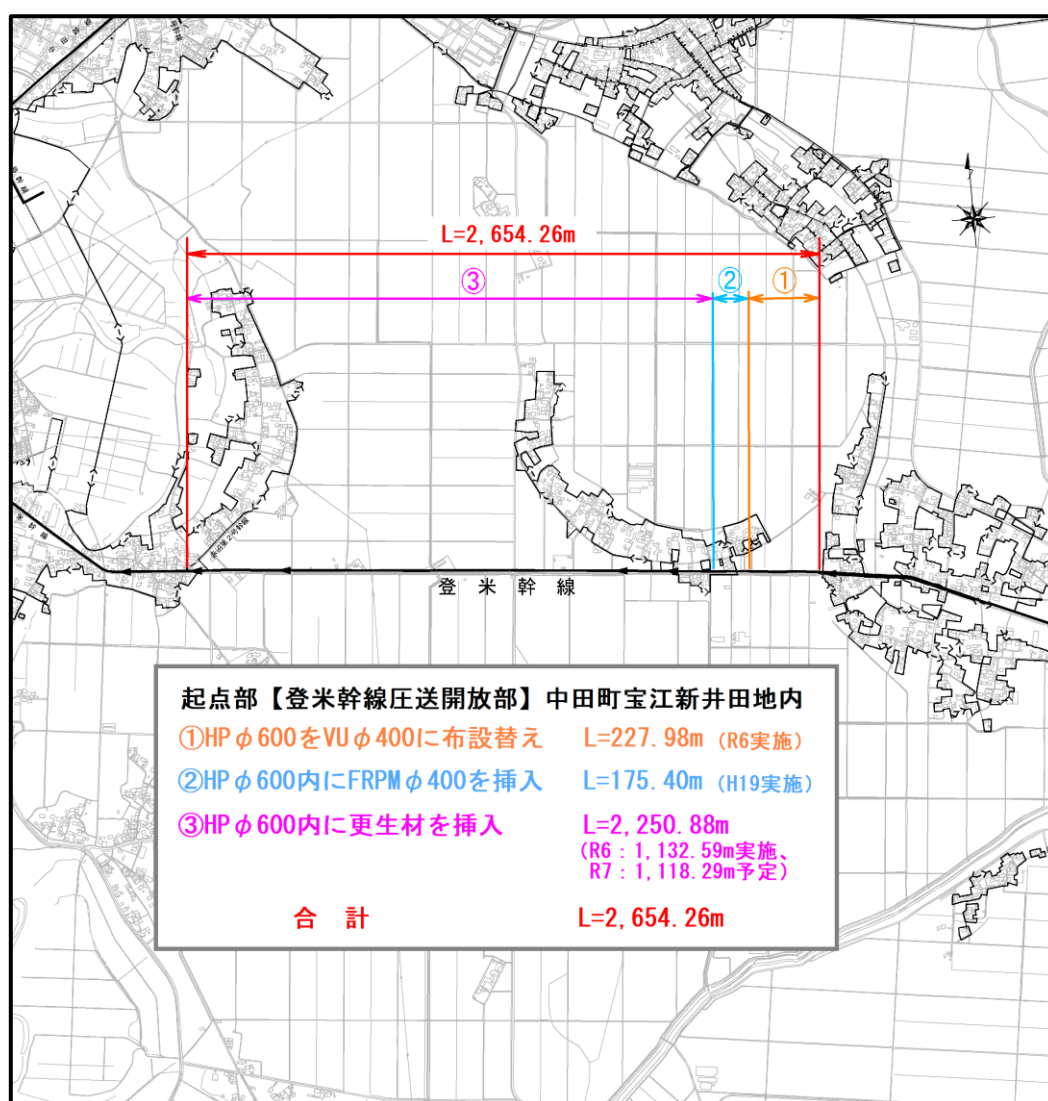 L=2,654.26m
③
②
①
登米幹線
起点部【登米幹線圧送開放部】中田町宝江新井田地内
①HPφ600をVUφ400に布設替え L=227.98m (R6実施)
②HPφ600内にFRPMφ400を挿入 L=175.40m (H19実施)
③HPφ600内に更生材を挿入 L=2,250.88m
(R6：1,132.59m実施、
R7：1,118.29m予定)
合 計 L=2,654.26m